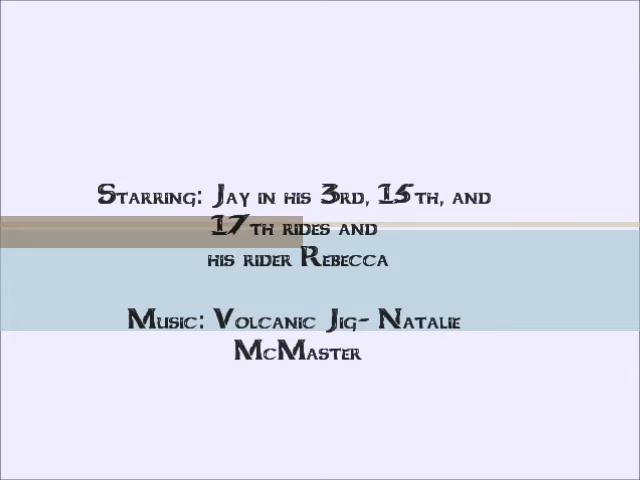 Starring: Jay in his 3rd, 15th, and
17th rides and
his rider Rebecca
Music: Volcanic Jig- Natalie
McMaster